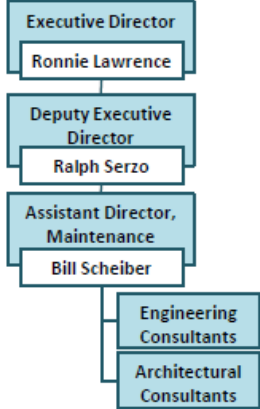 Executive Director
Ronnie Lawrence
Deputy Executive
Director
Ralph Serzo
Assistant Director,
Maintenance
Bill Scheiber
Engineering
Consultants
Architectural
Consultants